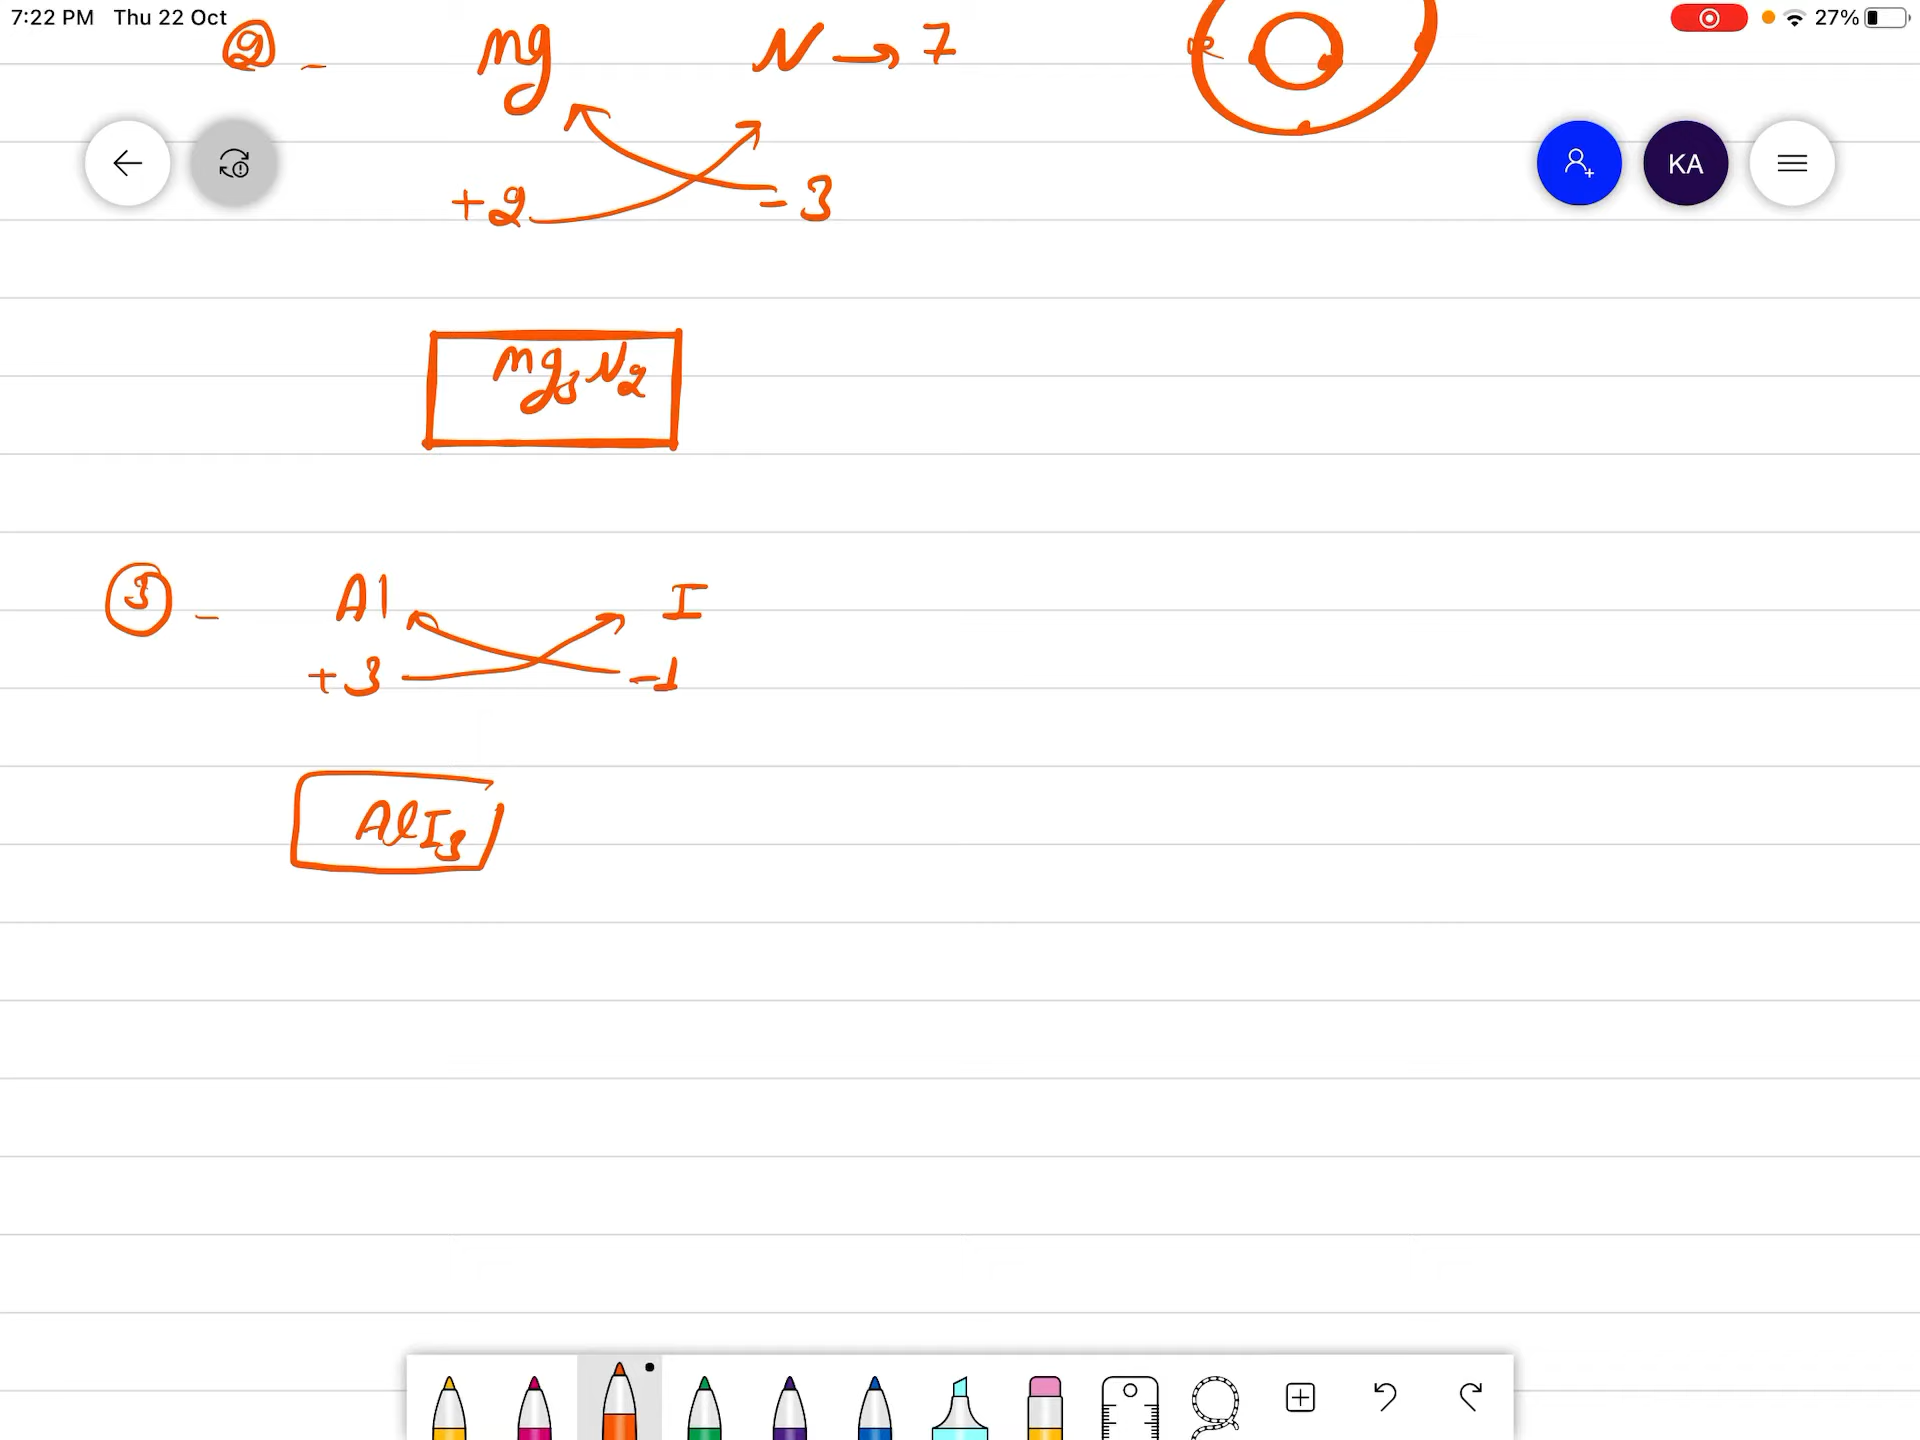 7:22 PM Thu 22 Oct
27%
② - Mg N → 7
+2 -3
KA
Mg₃N₂
③ - Al I
+3 -1
AlI₃